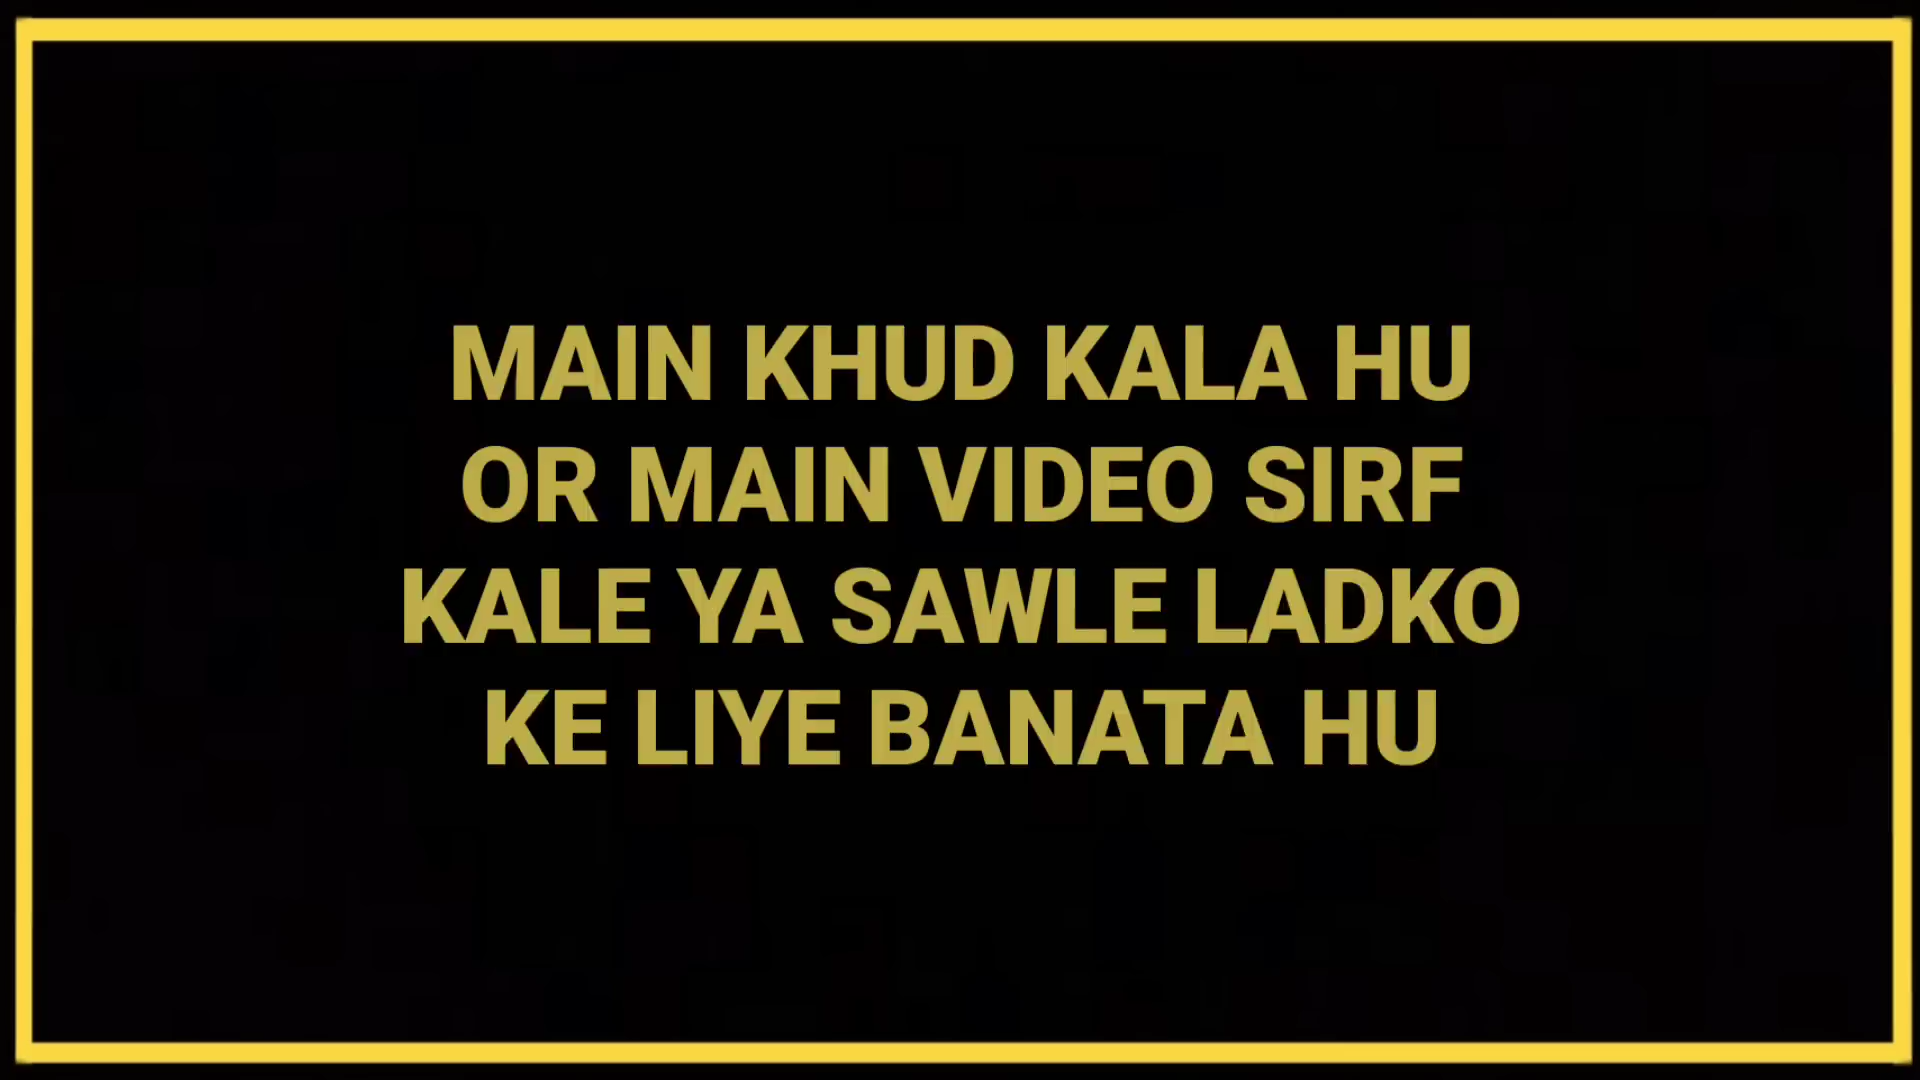 MAIN KHUD KALA HU
OR MAIN VIDEO SIRF
KALE YA SAWLE LADKO
KE LIYE BANATA HU